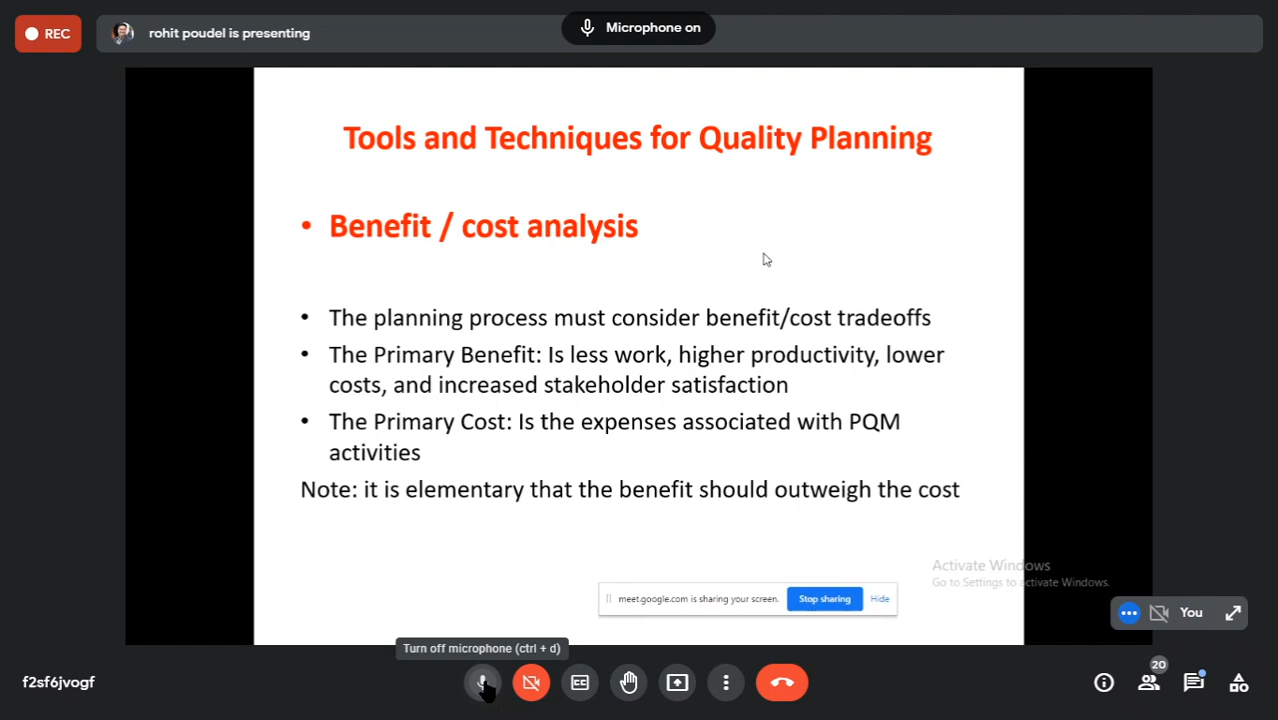 REC
rohit poudel is presenting
Microphone on
Tools and Techniques for Quality Planning
• Benefit / cost analysis
• The planning process must consider benefit/cost tradeoffs
• The Primary Benefit: Is less work, higher productivity, lower
costs, and increased stakeholder satisfaction
• The Primary Cost: Is the expenses associated with PQM
activities
Note: it is elementary that the benefit should outweigh the cost
Activate Windows
Go to Settings to activate Windows.
meet.google.com is sharing your screen.
Stop sharing
Hide
You
Turn off microphone (ctrl + d)
f2sf6jvogf
CC
20